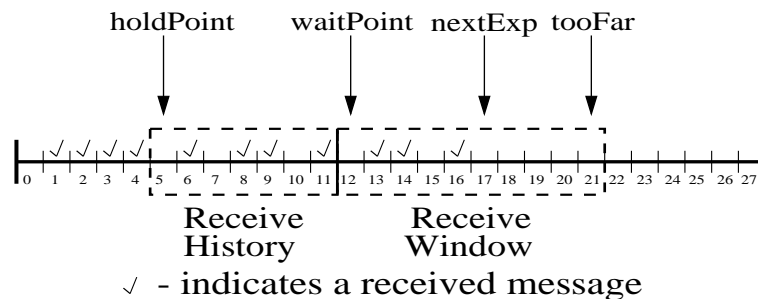 holdPoint waitPoint nextExp tooFar
0 1 2 3 4 5 6 7 8 9 10 11 12 13 14 15 16 17 18 19 20 21 22 23 24 25 26 27
Receive History
Receive Window
√ - indicates a received message